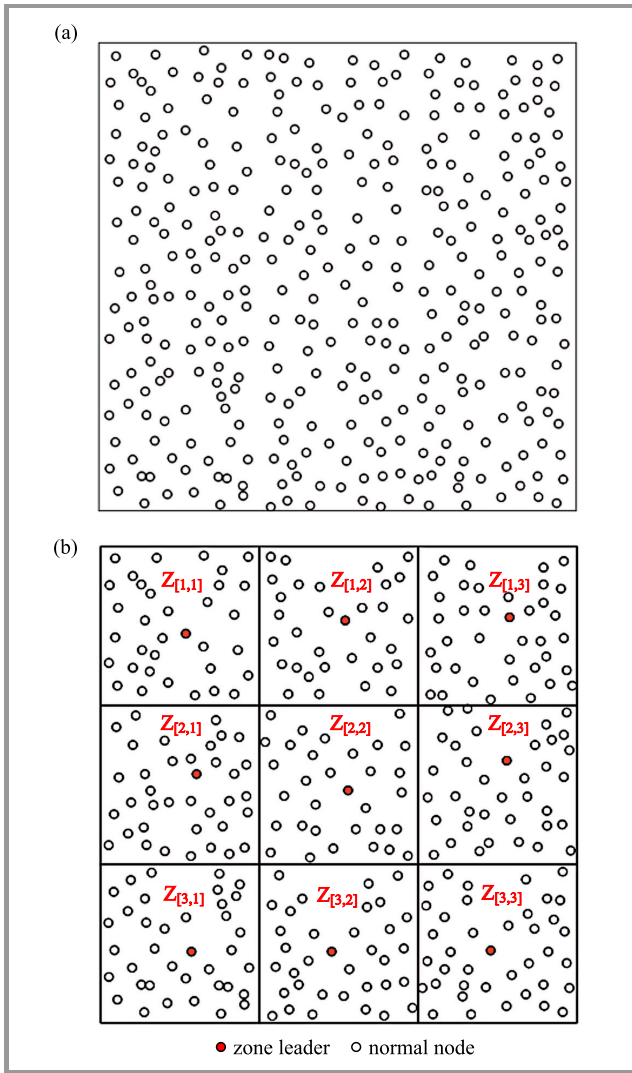 (a)
(b)
Z[1,1] Z[1,2] Z[1,3]
Z[2,1] Z[2,2] Z[2,3]
Z[3,1] Z[3,2] Z[3,3]
zone leader normal node